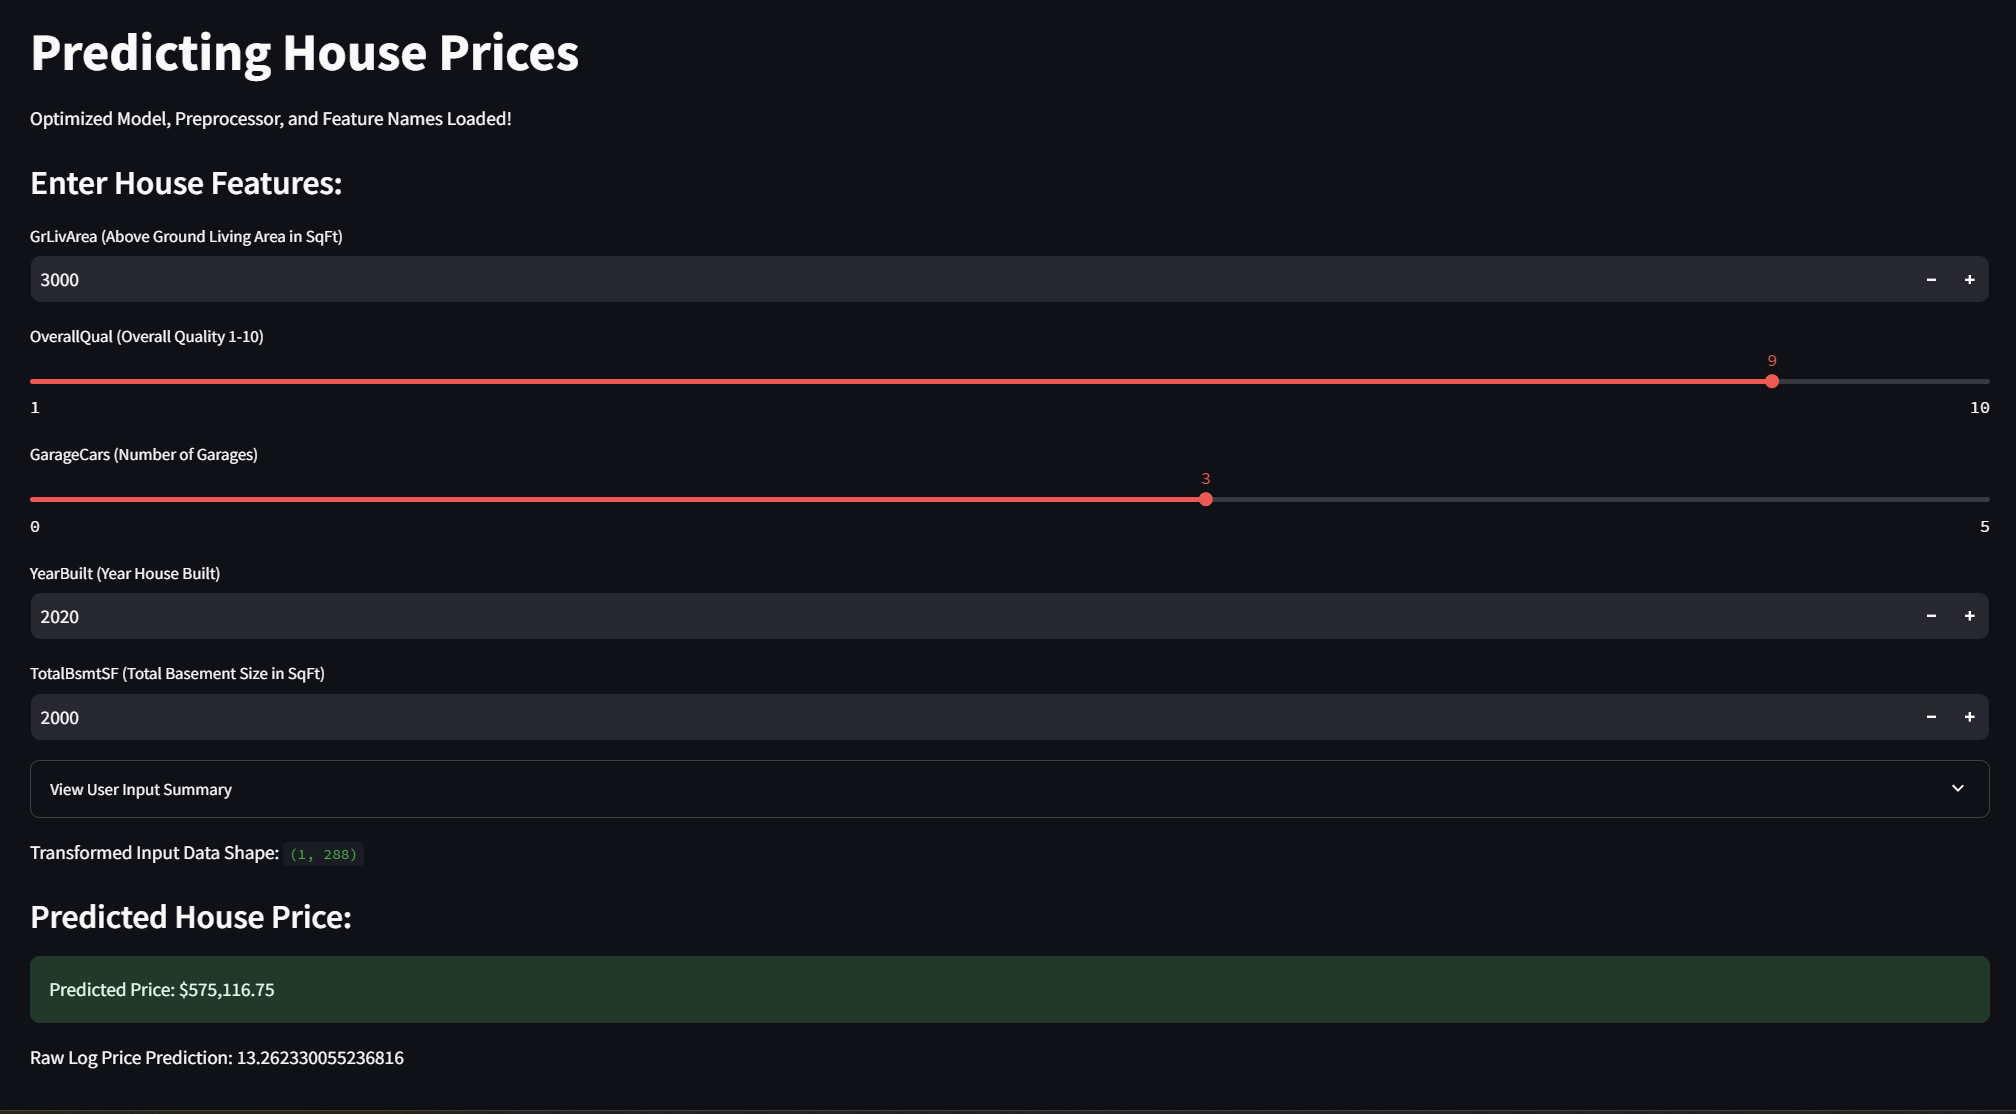 Predicting House Prices
Optimized Model, Preprocessor, and Feature Names Loaded!
Enter House Features:
GrLivArea (Above Ground Living Area in SqFt)
3000
OverallQual (Overall Quality 1-10)
9
1 10
GarageCars (Number of Garages)
3
0 5
YearBuilt (Year House Built)
2020
TotalBsmtSF (Total Basement Size in SqFt)
2000
View User Input Summary
Transformed Input Data Shape: (1, 288)
Predicted House Price:
Predicted Price: $575,116.75
Raw Log Price Prediction: 13.262330055236816